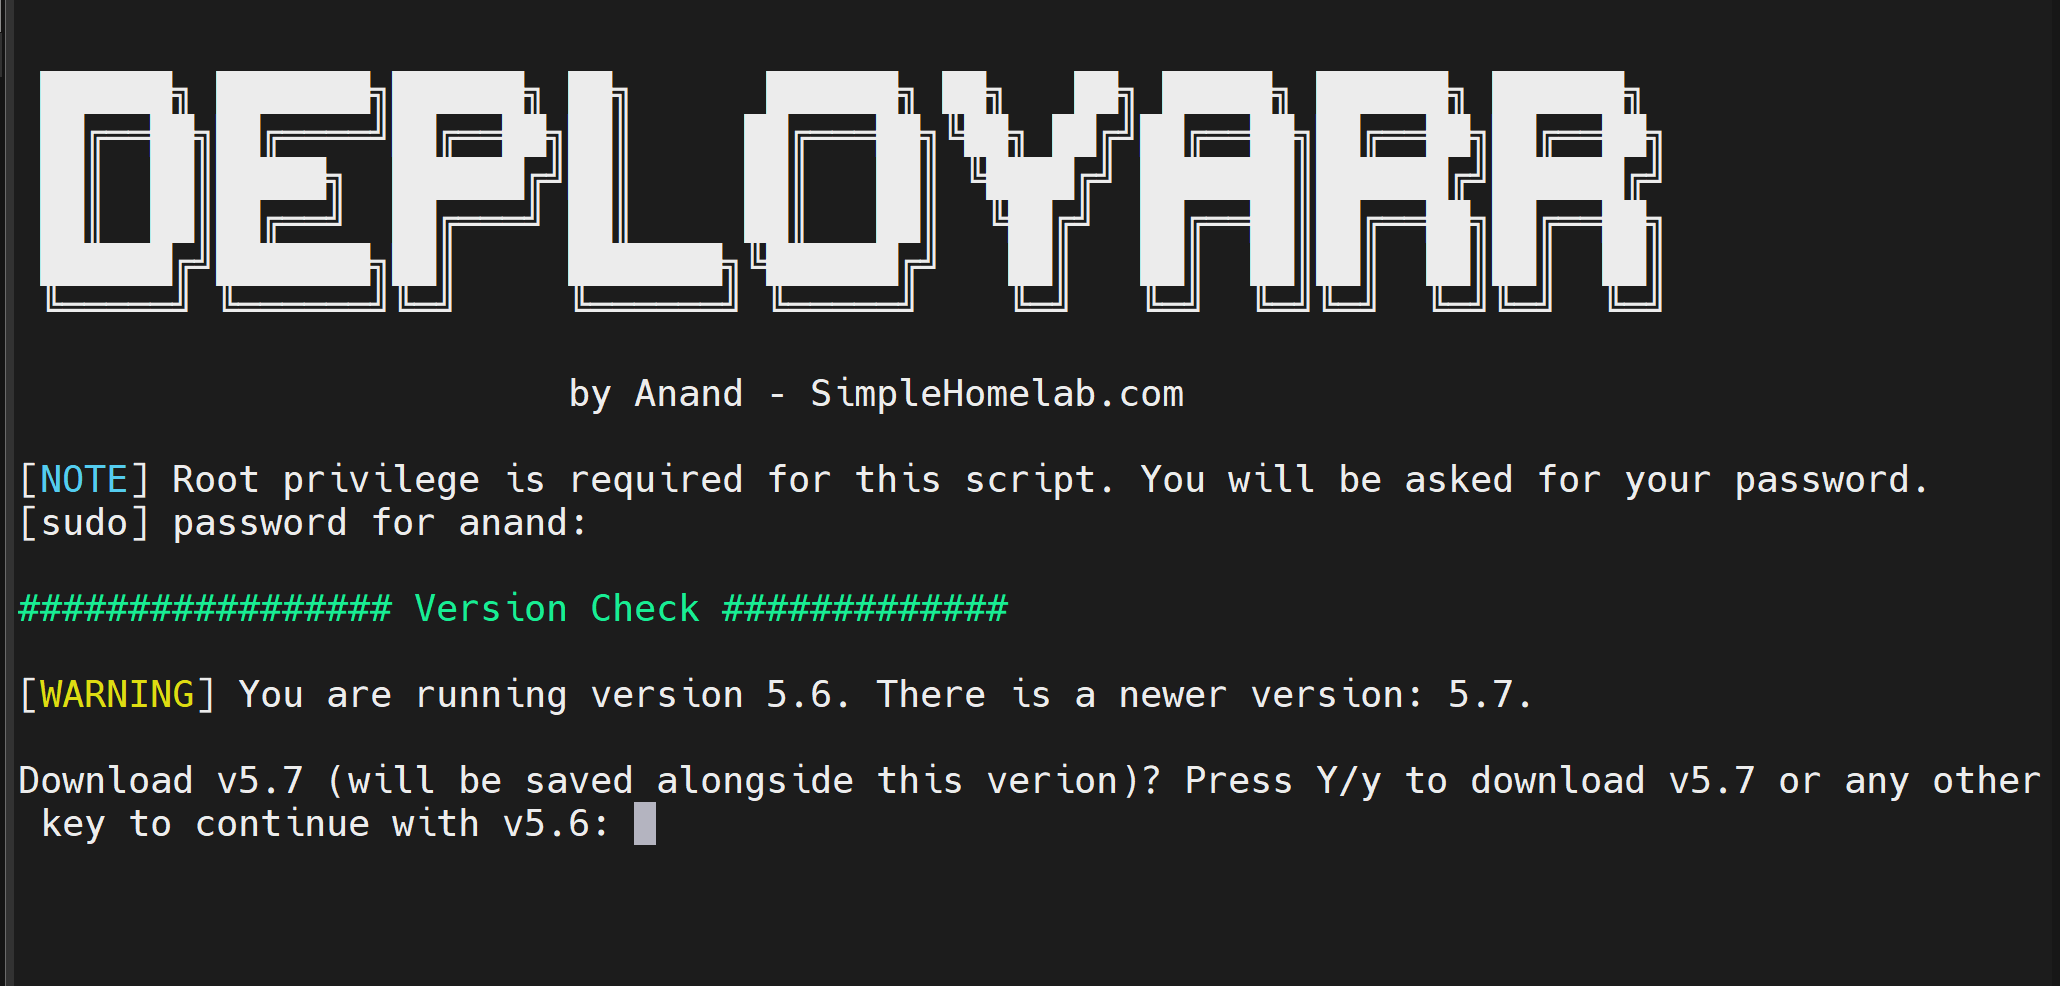 DEPLOYARR
by Anand - SimpleHomelab.com
[NOTE] Root privilege is required for this script. You will be asked for your password.
[sudo] password for anand:
################# Version Check #############
[WARNING] You are running version 5.6. There is a newer version: 5.7.
Download v5.7 (will be saved alongside this verion)? Press Y/y to download v5.7 or any other
key to continue with v5.6: